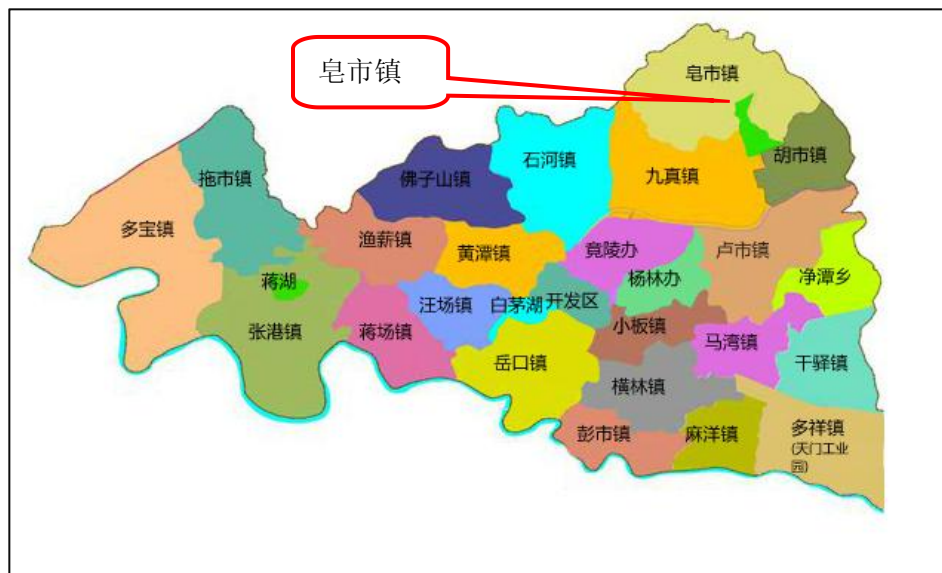 皂市镇
皂市镇
胡市镇
石河镇
九真镇
佛子山镇
拖市镇
多宝镇
渔薪镇
黄潭镇
竟陵办
卢市镇
杨林办
净潭乡
蒋湖
汪场镇
白茅湖
开发区
张港镇
蒋场镇
小板镇
马湾镇
干驿镇
岳口镇
横林镇
彭市镇
麻洋镇
多祥镇
(天门工业
园)